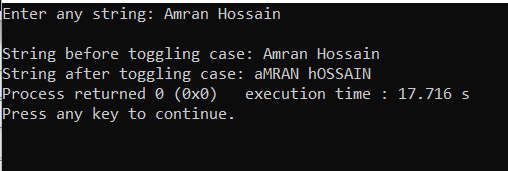 Enter any string: Amran Hossain
String before toggling case: Amran Hossain
String after toggling case: aMRAN hOSSAIN
Process returned 0 (0x0)   execution time : 17.716 s
Press any key to continue.